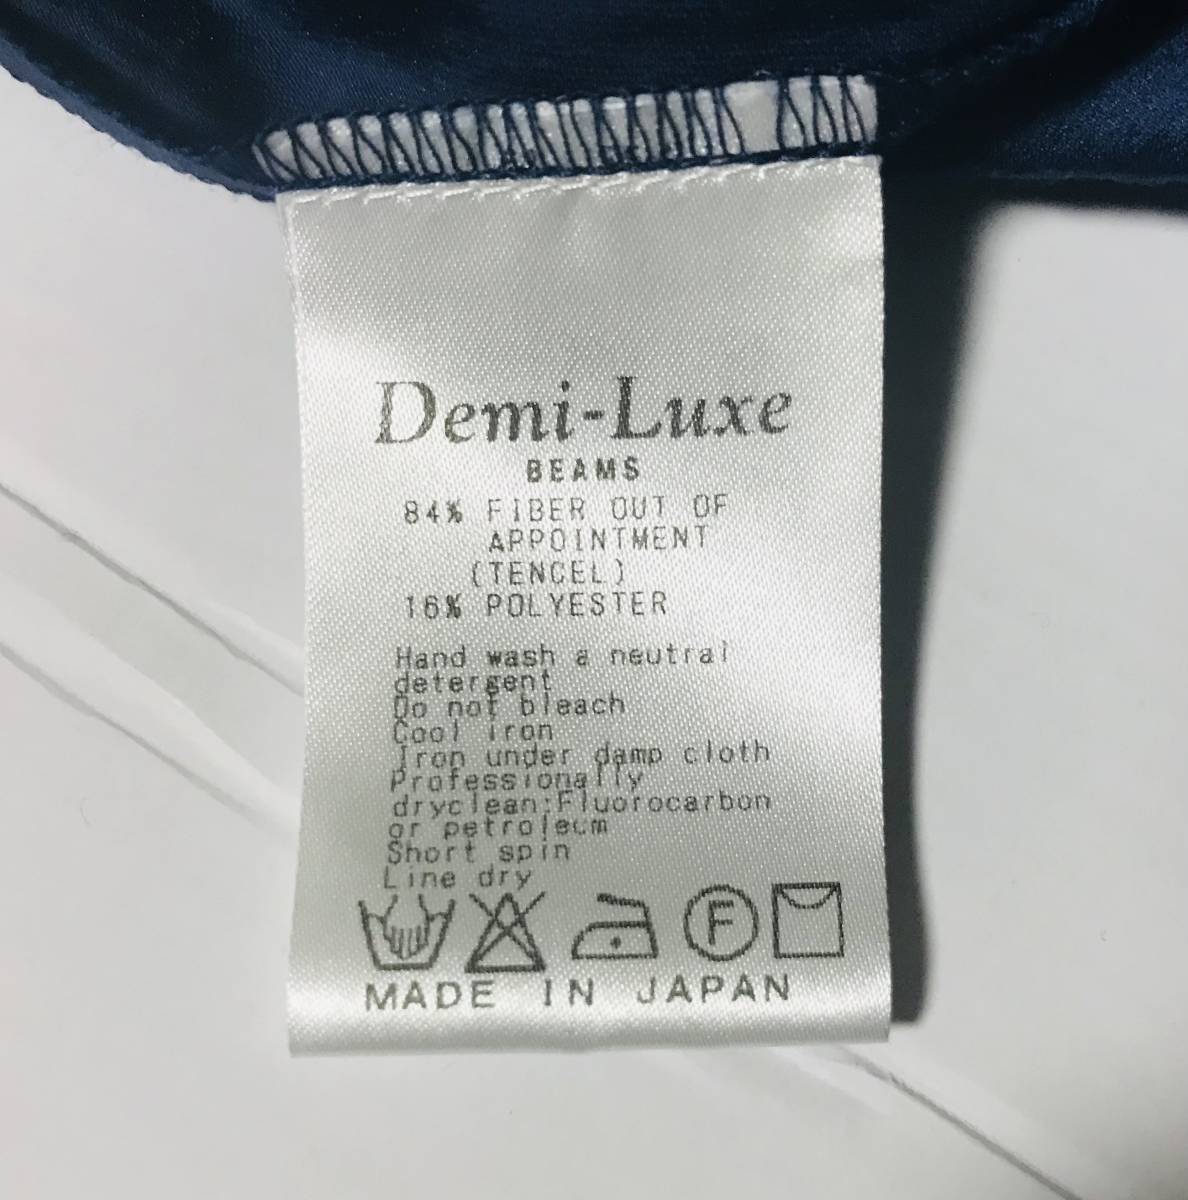 Demi-Luxe
BEAMS
84% FIBER OUT OF
APPOINTMENT
(TENCEL)
16% POLYESTER
Hand wash a neutral
detergent
Do not bleach
Cool iron
Iron under damp cloth
Professionally
dryclean:Fluorocarbon
or petroleum
Short spin
Line dry
F
MADE IN JAPAN